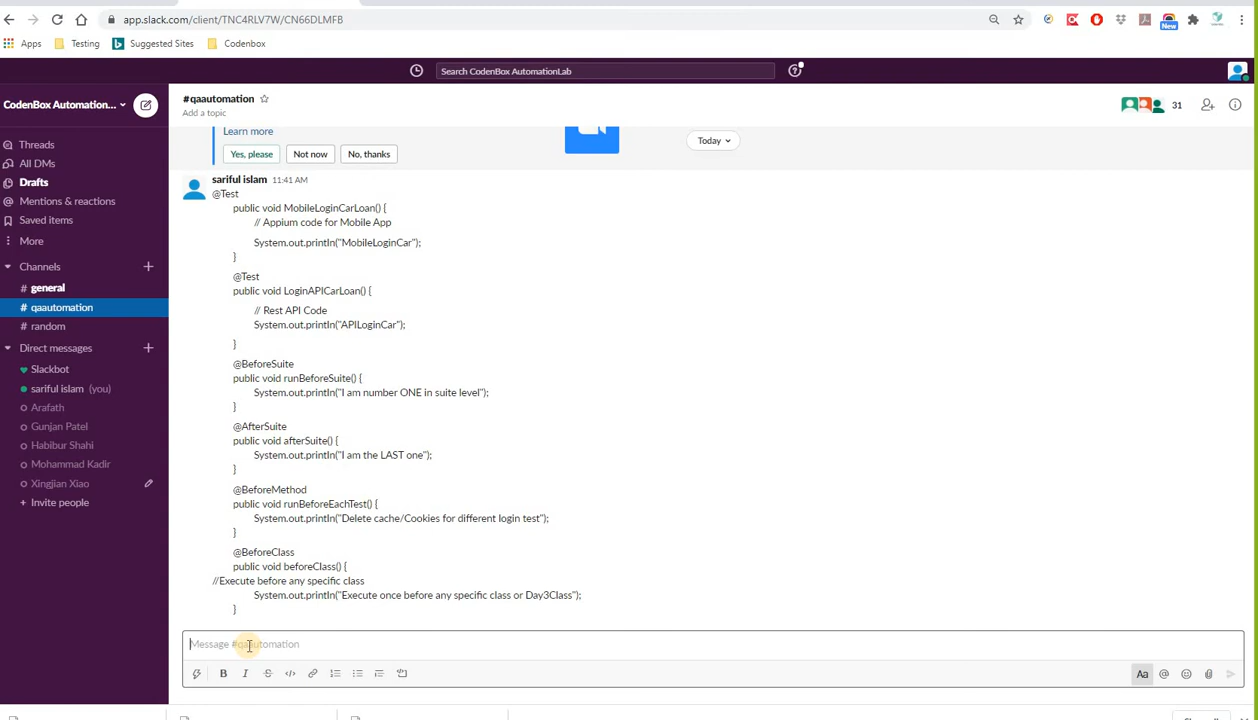 app.slack.com/client/TNC4RLV7W/CN66DLMFB
New
Apps
Testing
Suggested Sites
Codenbox
Search CodenBox AutomationLab
CodenBox Automation...
#qaautomation
Add a topic
31
Threads
All DMs
Drafts
Mentions & reactions
Saved items
More
Channels
# general
# qaautomation
# random
Direct messages
Slackbot
sariful islam (you)
Arafath
Gunjan Patel
Habibur Shahi
Mohammad Kadir
Xingjian Xiao
+ Invite people
Learn more
Today
Yes, please
Not now
No, thanks
sariful islam 11:41 AM
@Test
public void MobileLoginCarLoan() {
// Appium code for Mobile App
System.out.println("MobileLoginCar");
}
@Test
public void LoginAPICarLoan() {
// Rest API Code
System.out.println("APILoginCar");
}
@BeforeSuite
public void runBeforeSuite() {
System.out.println("I am number ONE in suite level");
}
@AfterSuite
public void afterSuite() {
System.out.println("I am the LAST one");
}
@BeforeMethod
public void runBeforeEachTest() {
System.out.println("Delete cache/Cookies for different login test");
}
@BeforeClass
public void beforeClass() {
//Execute before any specific class
System.out.println("Execute once before any specific class or Day3Class");
}
Message #qaautomation
B I S
Aa @